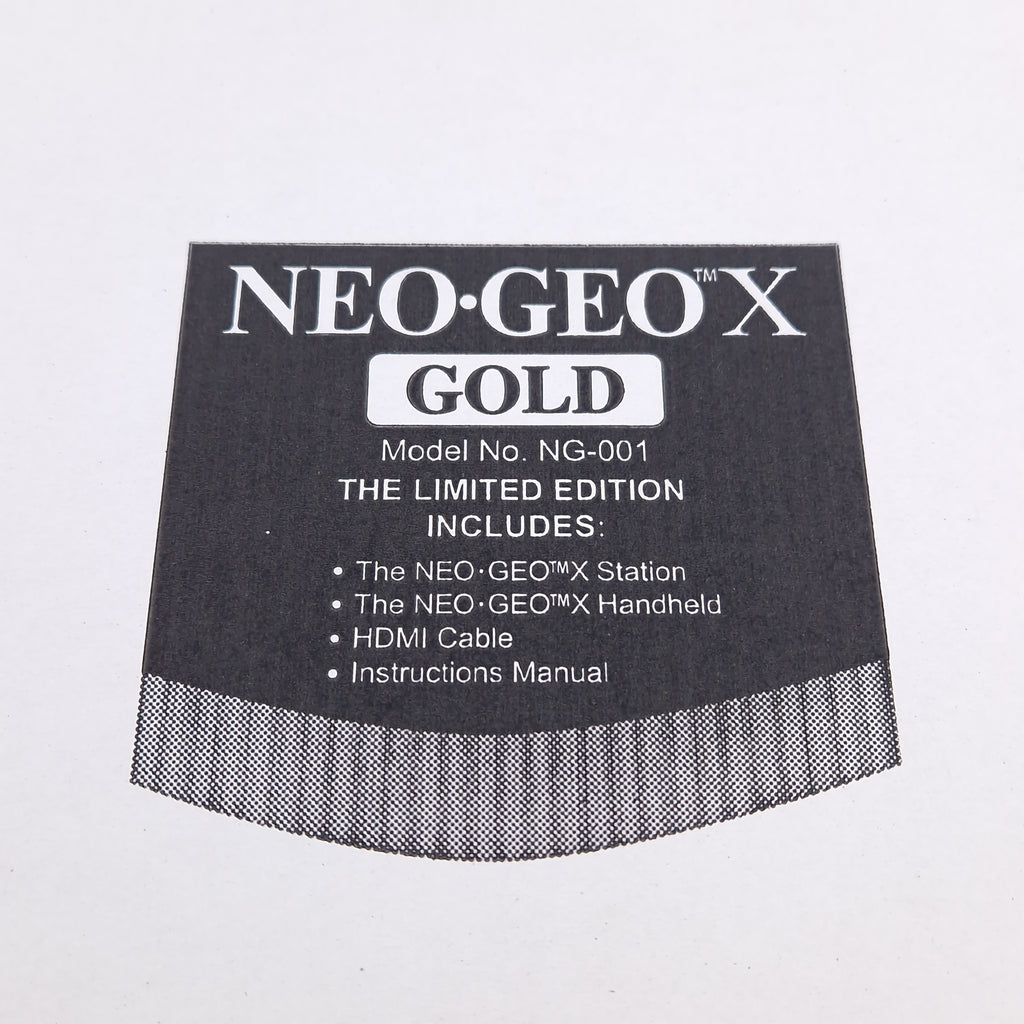 NEO·GEO™X
GOLD
Model No. NG-001
THE LIMITED EDITION
INCLUDES:
• The NEO·GEO™X Station
• The NEO·GEO™X Handheld
• HDMI Cable
• Instructions Manual